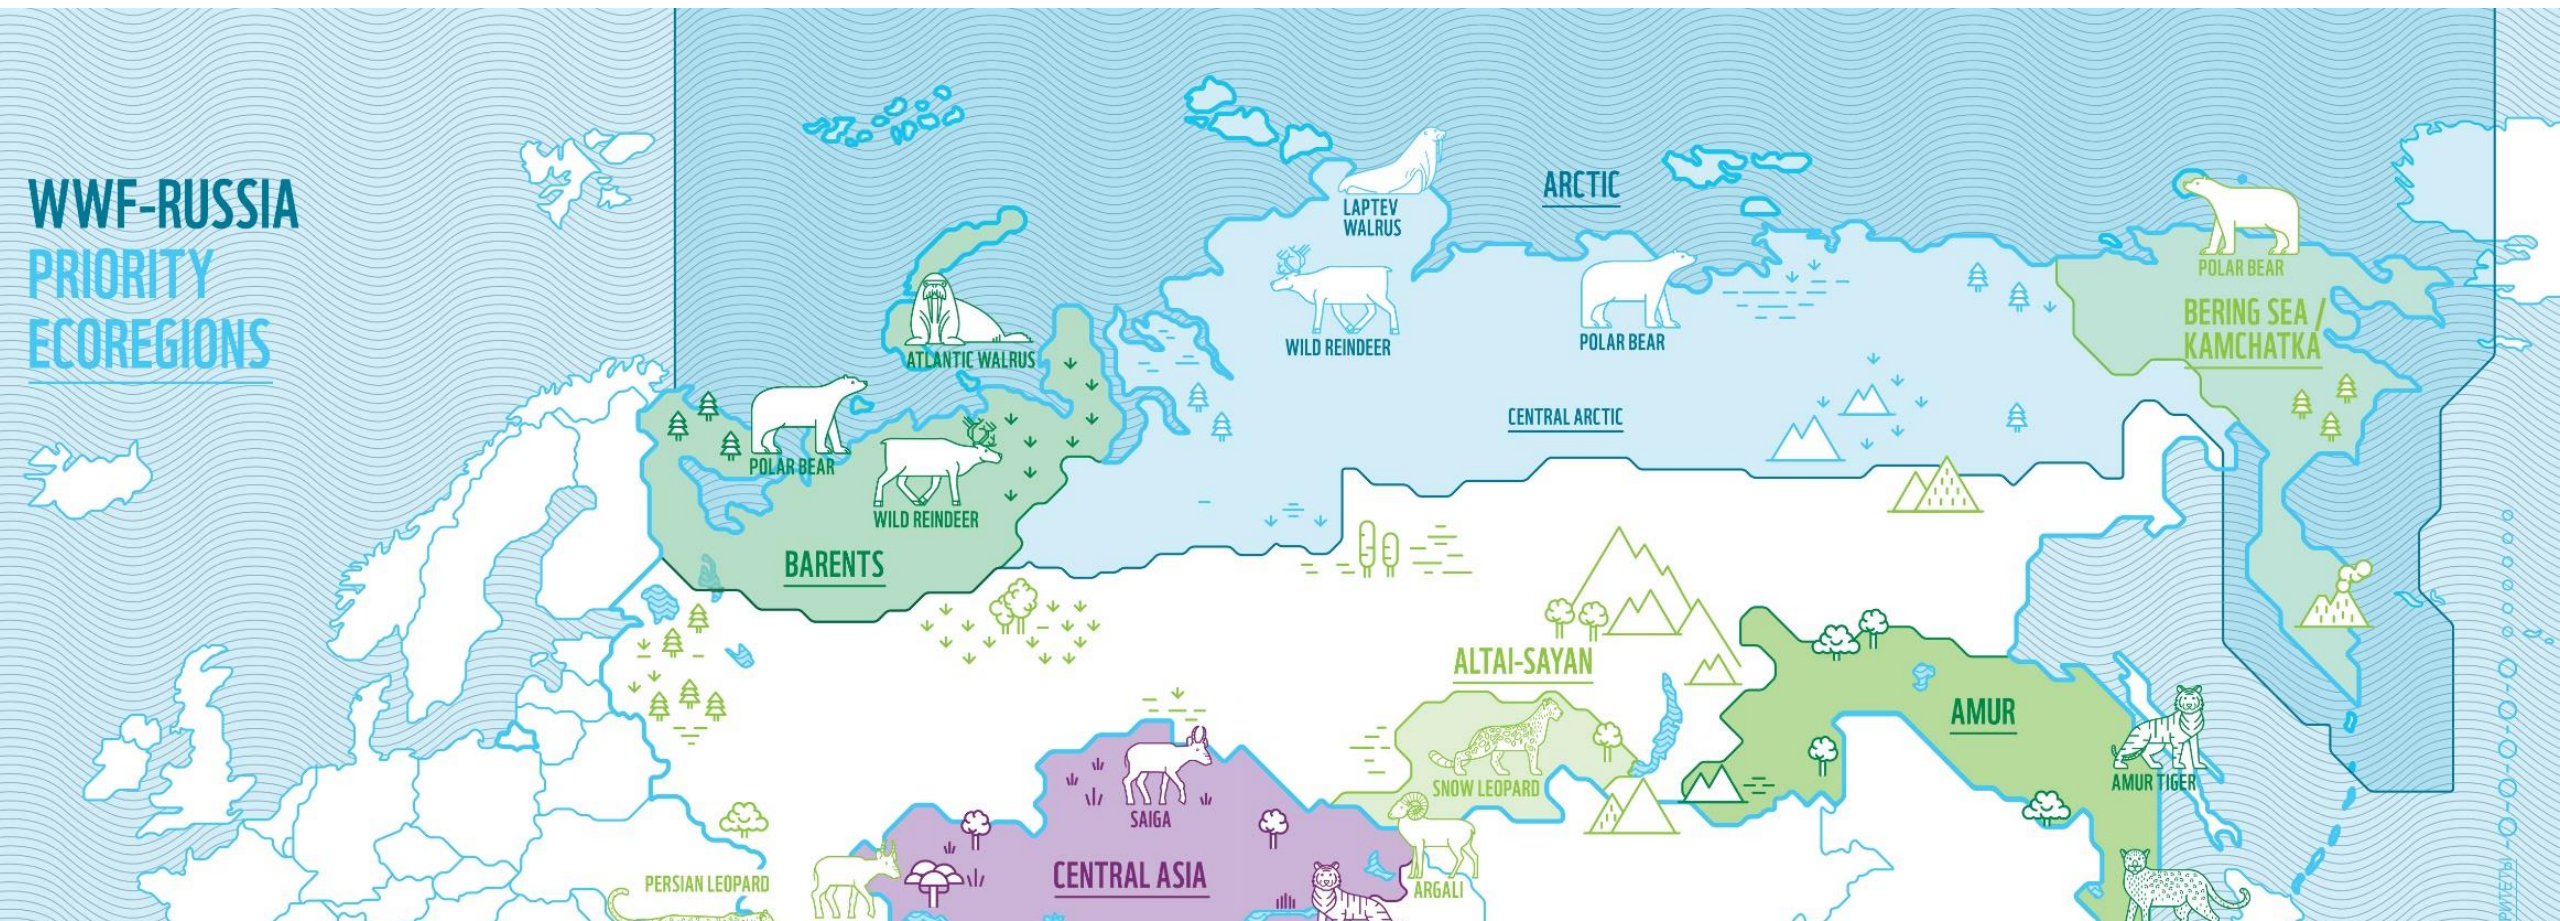 WWF-RUSSIA
PRIORITY
ECOREGIONS
ARCTIC
LAPTEV
WALRUS
WILD REINDEER
POLAR BEAR
CENTRAL ARCTIC
POLAR BEAR
BERING SEA /
KAMCHATKA
ATLANTIC WALRUS
POLAR BEAR
WILD REINDEER
BARENTS
ALTAI-SAYAN
SNOW LEOPARD
AMUR
AMUR TIGER
SAIGA
CENTRAL ASIA
ARGALI
PERSIAN LEOPARD